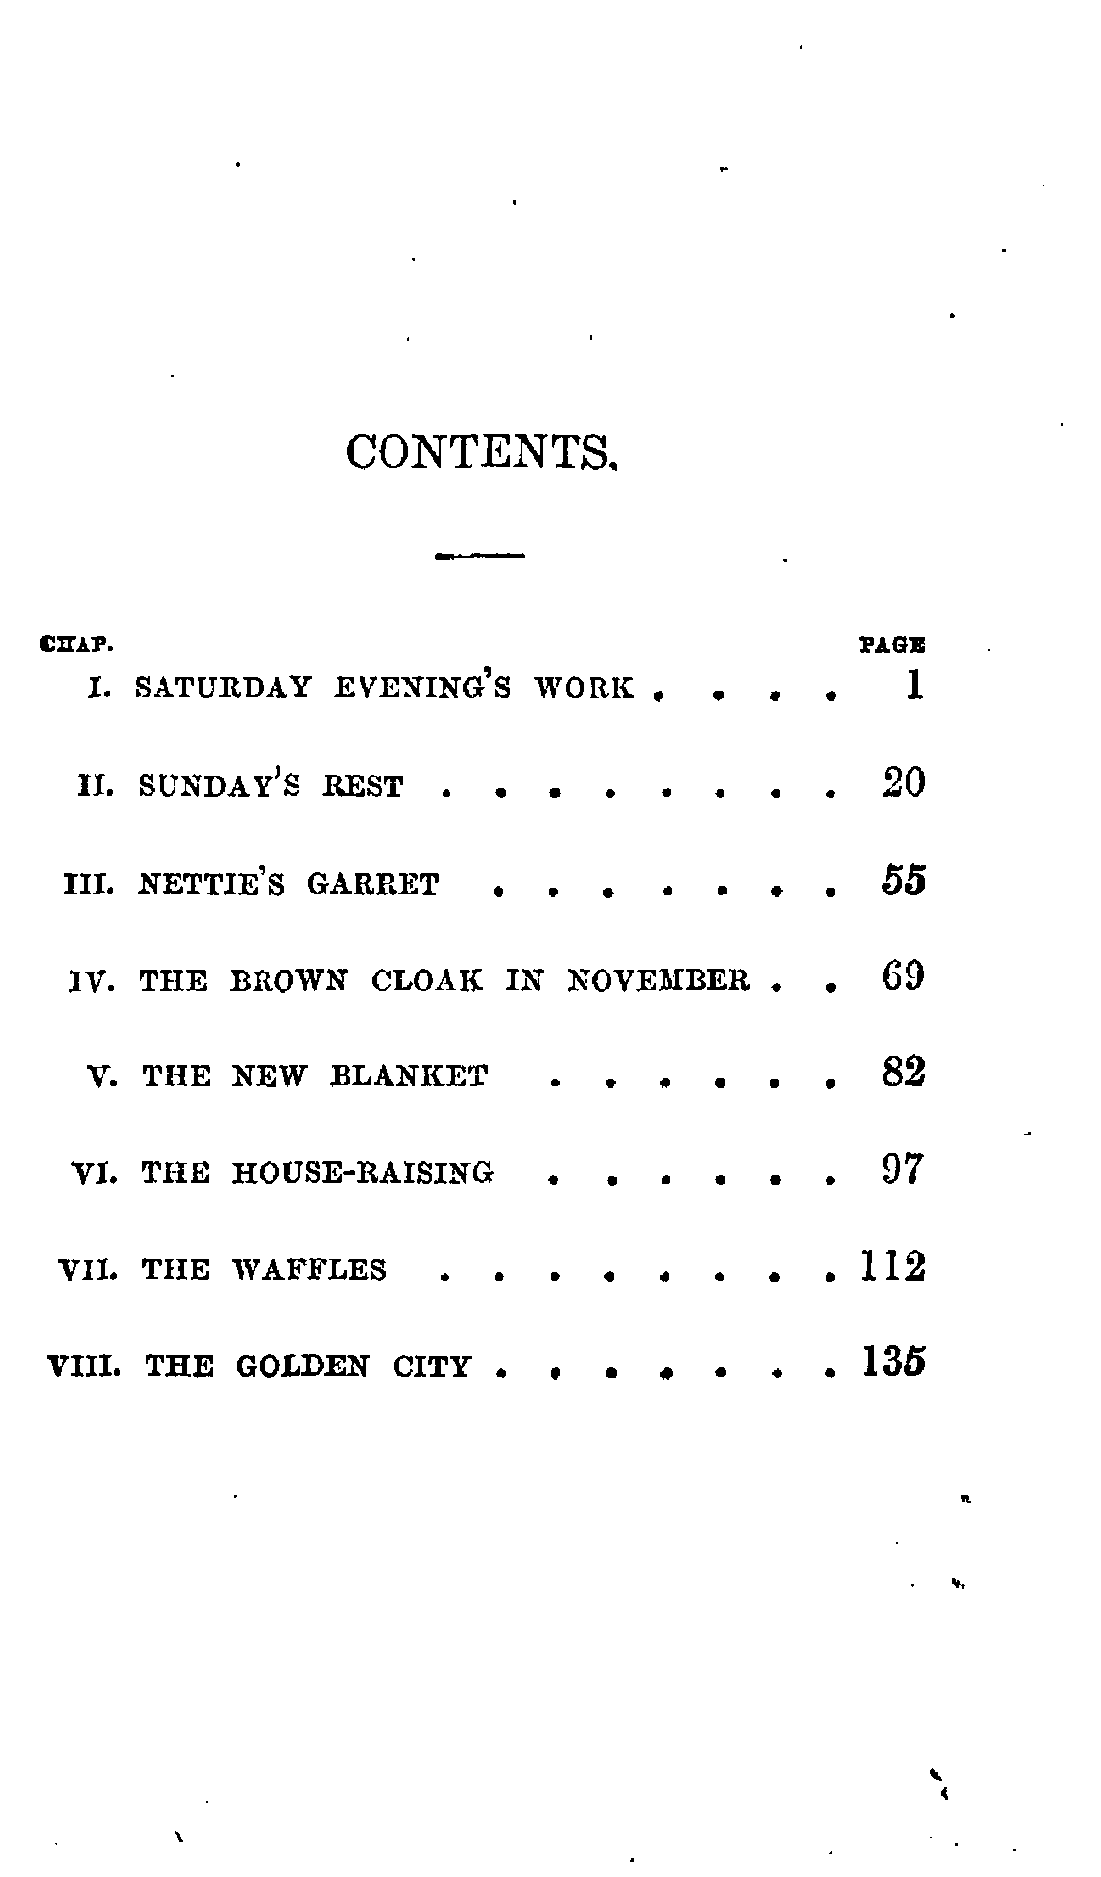 CONTENTS.
CHAP. PAGE
I. SATURDAY EVENING'S WORK . . . . 1
II. SUNDAY'S REST . . . . . . . . 20
III. NETTIE'S GARRET . . . . . . . 55
IV. THE BROWN CLOAK IN NOVEMBER . . 69
V. THE NEW BLANKET . . . . . . 82
VI. THE HOUSE-RAISING . . . . . . 97
VII. THE WAFFLES . . . . . . . . 112
VIII. THE GOLDEN CITY . . . . . . . 135